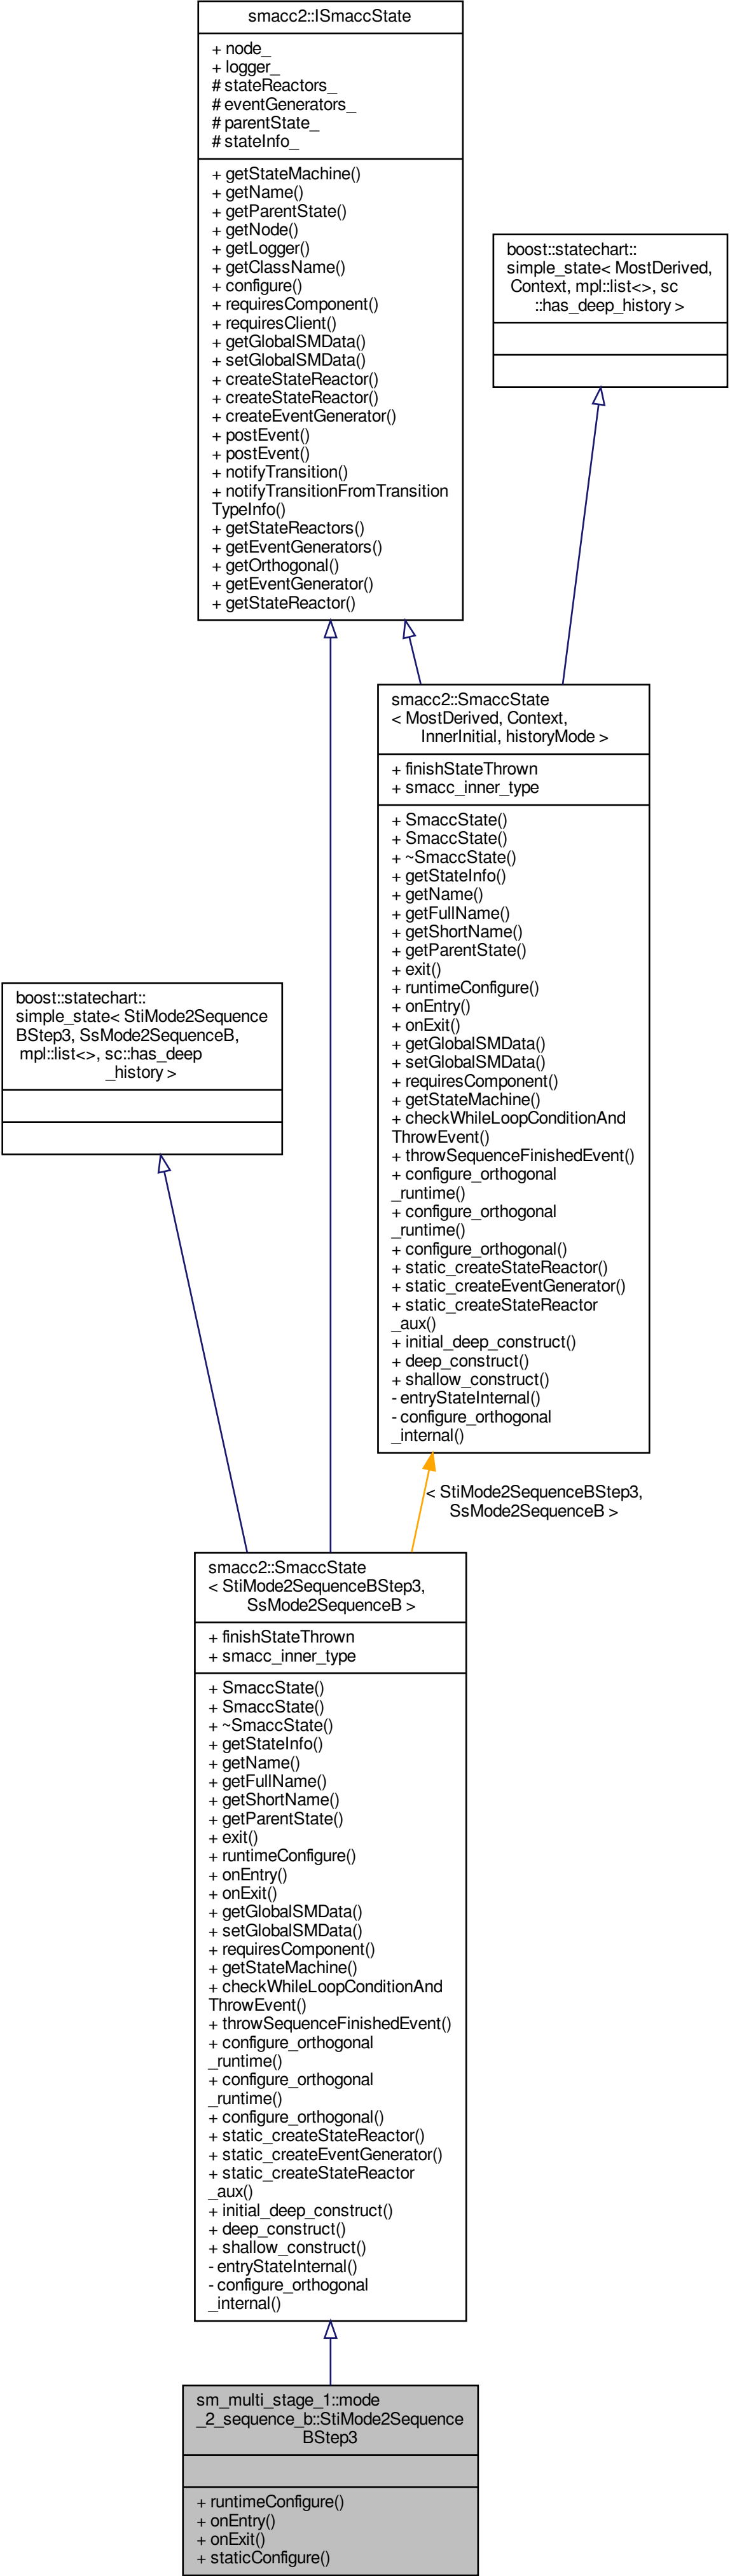 smacc2::ISmaccState
+ node_
+ logger_
# stateReactors_
# eventGenerators_
# parentState_
# stateInfo_
+ getStateMachine()
+ getName()
+ getParentState()
+ getNode()
+ getLogger()
+ getClassName()
+ configure()
+ requiresComponent()
+ requiresClient()
+ getGlobalSMData()
+ setGlobalSMData()
+ createStateReactor()
+ createStateReactor()
+ createEventGenerator()
+ postEvent()
+ postEvent()
+ notifyTransition()
+ notifyTransitionFromTransition
TypeInfo()
+ getStateReactors()
+ getEventGenerators()
+ getOrthogonal()
+ getEventGenerator()
+ getStateReactor()
boost::statechart::
simple_state< MostDerived,
Context, mpl::list<>, sc
::has_deep_history >
smacc2::SmaccState
< MostDerived, Context,
InnerInitial, historyMode >
+ finishStateThrown
+ smacc_inner_type
+ SmaccState()
+ SmaccState()
+ ~SmaccState()
+ getStateInfo()
+ getName()
+ getFullName()
+ getShortName()
+ getParentState()
+ exit()
+ runtimeConfigure()
+ onEntry()
+ onExit()
+ getGlobalSMData()
+ setGlobalSMData()
+ requiresComponent()
+ getStateMachine()
+ checkWhileLoopConditionAnd
ThrowEvent()
+ throwSequenceFinishedEvent()
+ configure_orthogonal
_runtime()
+ configure_orthogonal
_runtime()
+ configure_orthogonal()
+ static_createStateReactor()
+ static_createEventGenerator()
+ static_createStateReactor
_aux()
+ initial_deep_construct()
+ deep_construct()
+ shallow_construct()
- entryStateInternal()
- configure_orthogonal
_internal()
boost::statechart::
simple_state< StiMode2Sequence
BStep3, SsMode2SequenceB,
mpl::list<>, sc::has_deep
_history >
< StiMode2SequenceBStep3,
SsMode2SequenceB >
smacc2::SmaccState
< StiMode2SequenceBStep3,
SsMode2SequenceB >
+ finishStateThrown
+ smacc_inner_type
+ SmaccState()
+ SmaccState()
+ ~SmaccState()
+ getStateInfo()
+ getName()
+ getFullName()
+ getShortName()
+ getParentState()
+ exit()
+ runtimeConfigure()
+ onEntry()
+ onExit()
+ getGlobalSMData()
+ setGlobalSMData()
+ requiresComponent()
+ getStateMachine()
+ checkWhileLoopConditionAnd
ThrowEvent()
+ throwSequenceFinishedEvent()
+ configure_orthogonal
_runtime()
+ configure_orthogonal
_runtime()
+ configure_orthogonal()
+ static_createStateReactor()
+ static_createEventGenerator()
+ static_createStateReactor
_aux()
+ initial_deep_construct()
+ deep_construct()
+ shallow_construct()
- entryStateInternal()
- configure_orthogonal
_internal()
sm_multi_stage_1::mode
_2_sequence_b::StiMode2Sequence
BStep3
+ runtimeConfigure()
+ onEntry()
+ onExit()
+ staticConfigure()